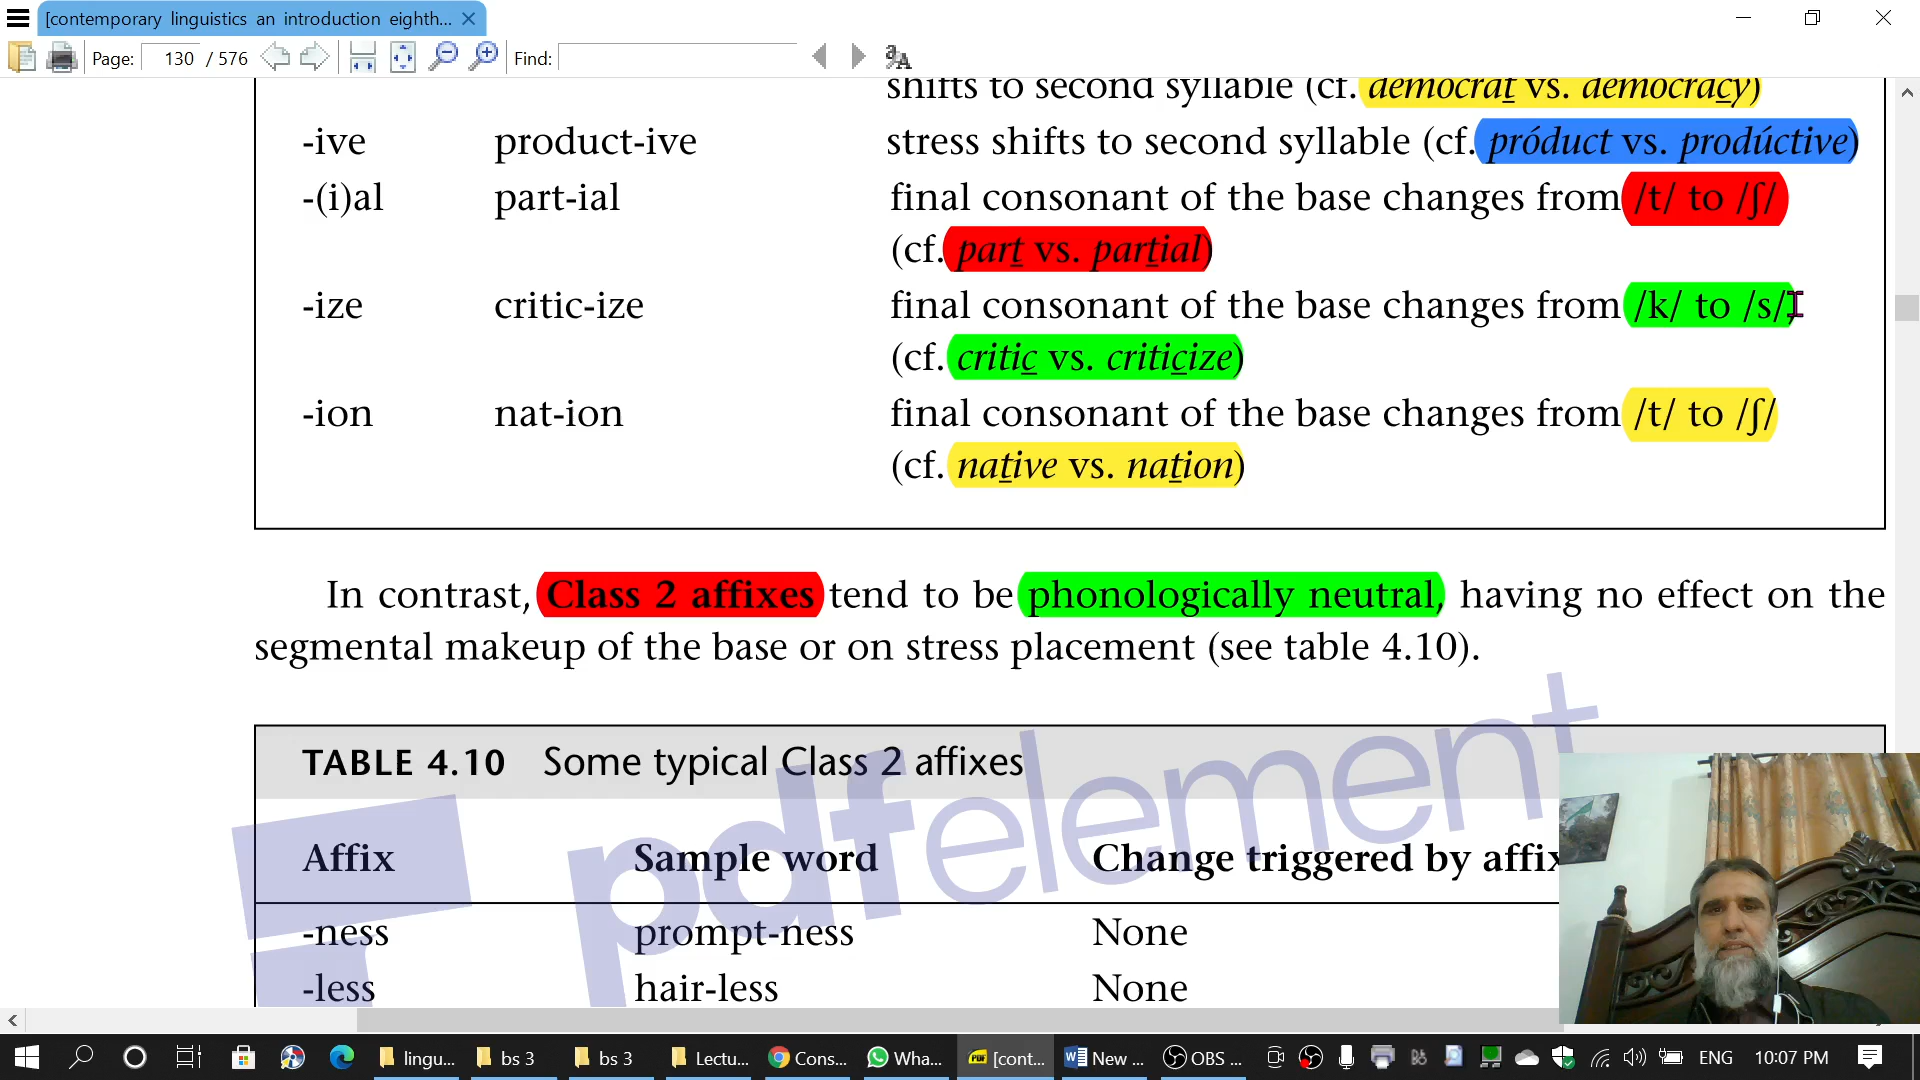 [contemporary linguistics an introduction eighth...
Page: 130 / 576 Find:
shifts to second syllable (cf. democrat vs. democracy)
-ive product-ive stress shifts to second syllable (cf. próduct vs. prodúctive)
-(i)al part-ial final consonant of the base changes from /t/ to /ʃ/
(cf. part vs. partial)
-ize critic-ize final consonant of the base changes from /k/ to /s/
(cf. critic vs. criticize)
-ion nat-ion final consonant of the base changes from /t/ to /ʃ/
(cf. native vs. nation)
In contrast, Class 2 affixes tend to be phonologically neutral, having no effect on the
segmental makeup of the base or on stress placement (see table 4.10).
TABLE 4.10 Some typical Class 2 affixes
pdfelement
Affix Sample word Change triggered by affix
-ness prompt-ness None
-less hair-less None
lingu... bs 3 bs 3 Lectu... Cons... Wha... [cont... New ... OBS ... ENG 10:07 PM